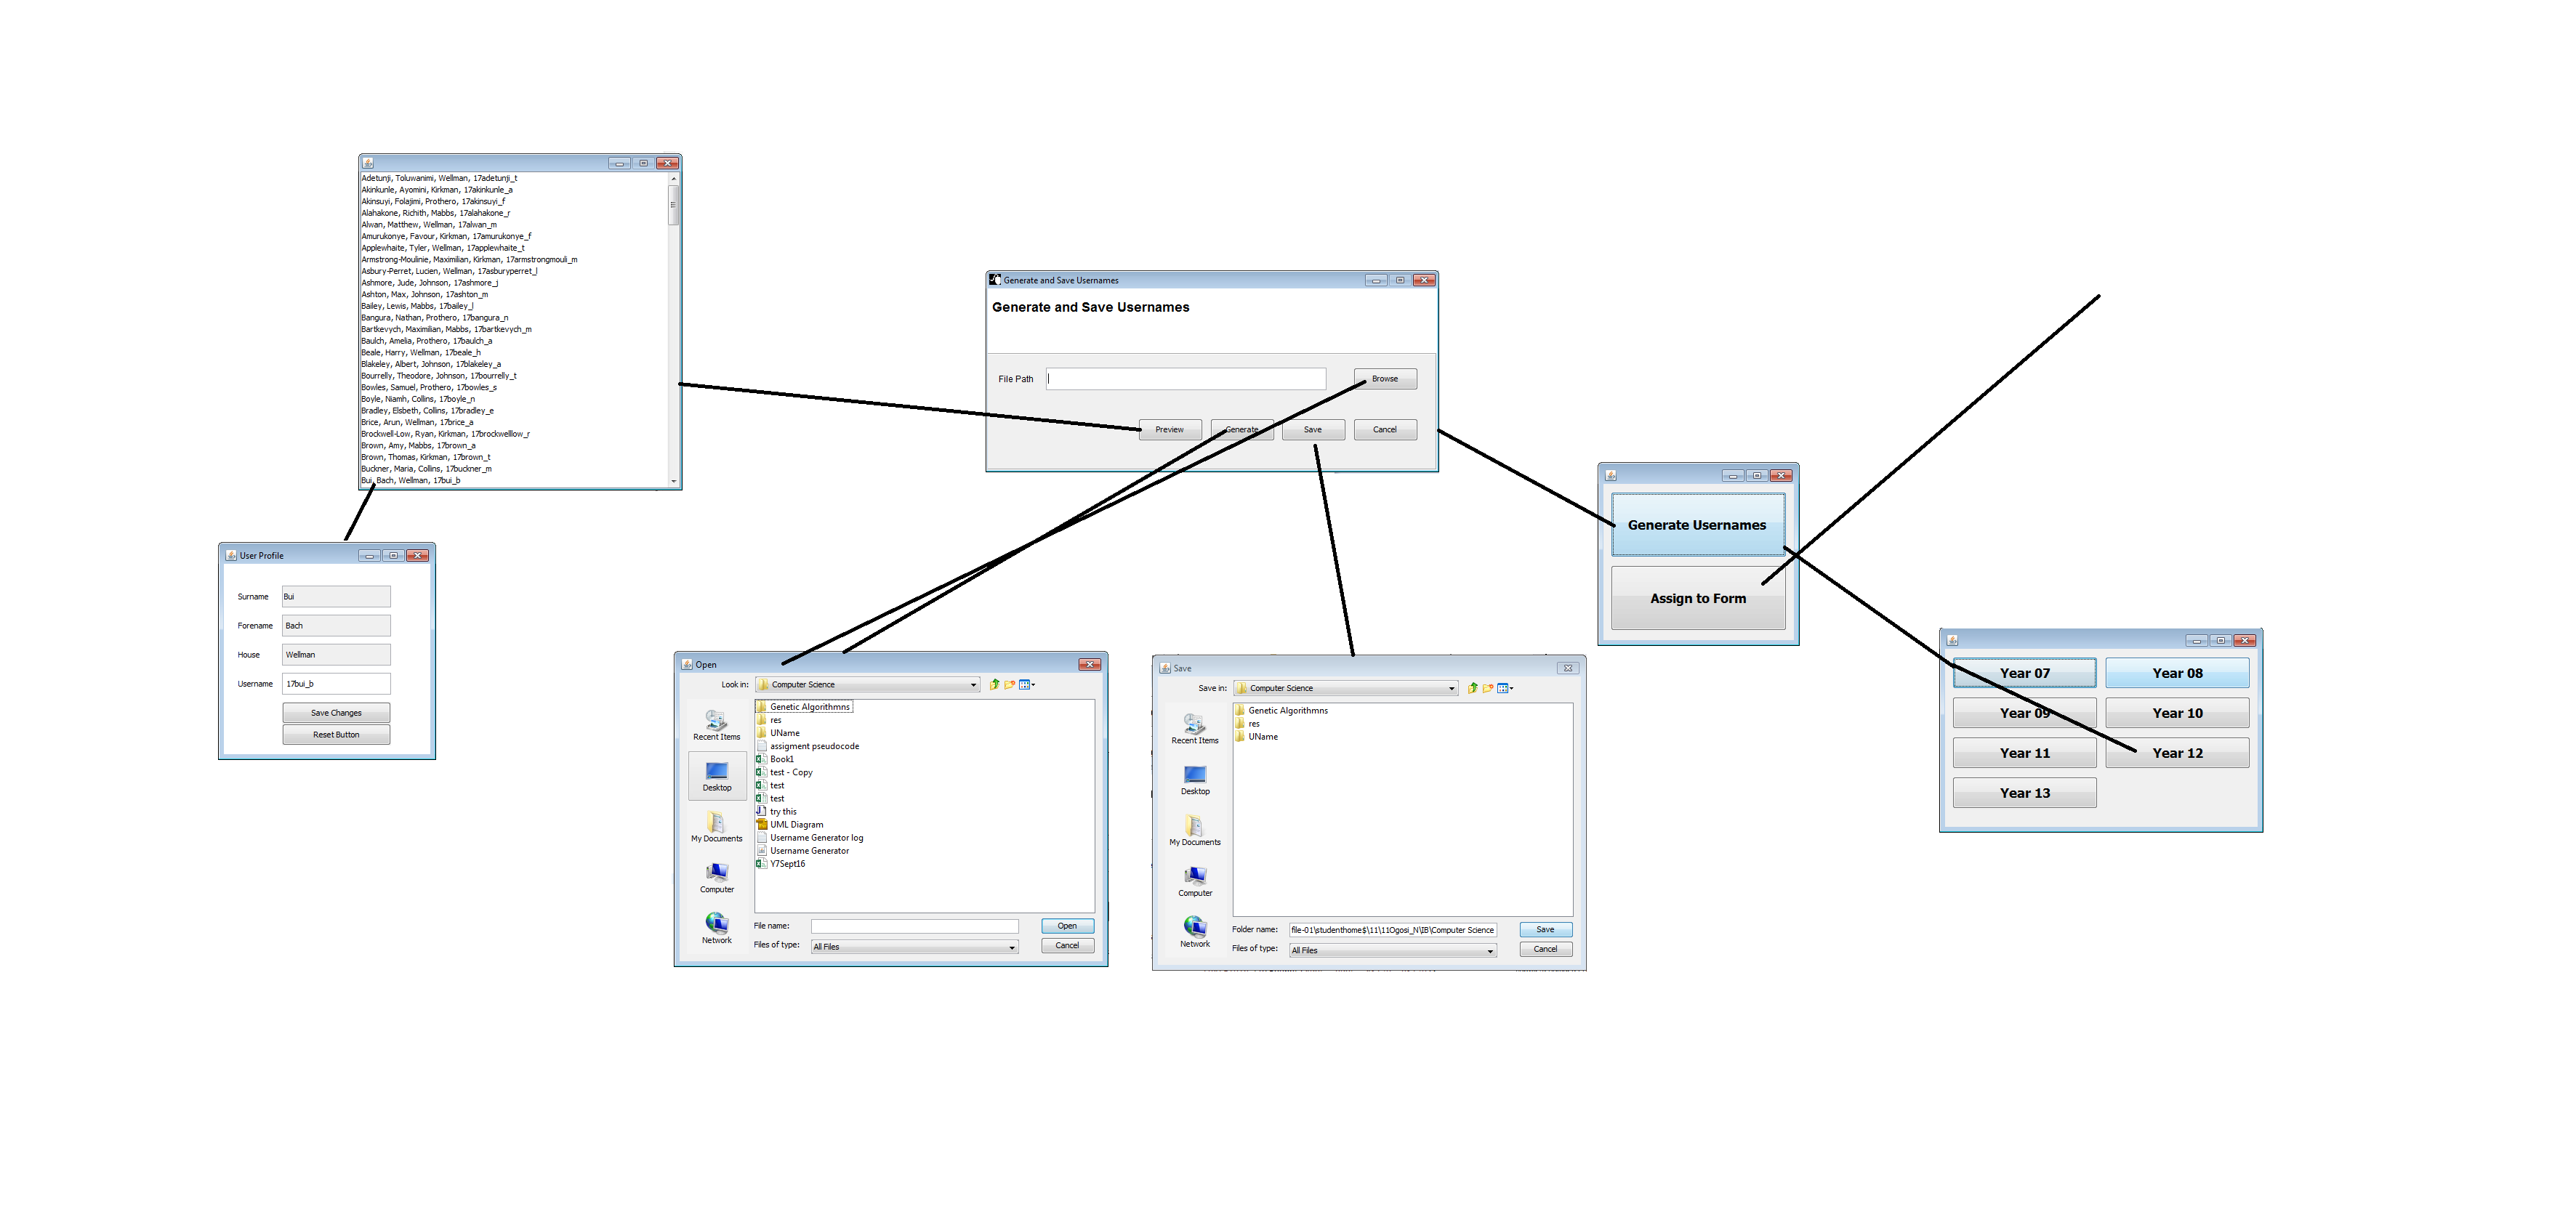 Adetunji, Toluwanimi, Wellman, 17adetunji_t
Akinkunle, Ayomini, Kirkman, 17akinkunle_a
Akinsuyi, Folajimi, Prothero, 17akinsuyi_f
Alahakone, Richith, Mabbs, 17alahakone_r
Alwan, Matthew, Wellman, 17alwan_m
Amurukonye, Favour, Kirkman, 17amurukonye_f
Applewhaite, Tyler, Wellman, 17applewhaite_t
Armstrong-Moulinie, Maximilian, Kirkman, 17armstrongmouli_m
Asbury-Perret, Lucien, Wellman, 17asburyperret_l
Ashmore, Jude, Johnson, 17ashmore_j
Ashton, Max, Johnson, 17ashton_m
Bailey, Lewis, Mabbs, 17bailey_l
Bangura, Nathan, Prothero, 17bangura_n
Bartkevych, Maximilian, Mabbs, 17bartkevych_m
Baulch, Amelia, Prothero, 17baulch_a
Beale, Harry, Wellman, 17beale_h
Blakeley, Albert, Johnson, 17blakeley_a
Bourrelly, Theodore, Johnson, 17bourrelly_t
Bowles, Samuel, Prothero, 17bowles_s
Boyle, Niamh, Collins, 17boyle_n
Bradley, Elsbeth, Collins, 17bradley_e
Brice, Arun, Wellman, 17brice_a
Brockwell-Low, Ryan, Kirkman, 17brockwelllow_r
Brown, Amy, Mabbs, 17brown_a
Brown, Thomas, Kirkman, 17brown_t
Buckner, Maria, Collins, 17buckner_m
Bui, Bach, Wellman, 17bui_b
User Profile
Surname Bui
Forename Bach
House Wellman
Username 17bui_b
Save Changes
Reset Button
Generate and Save Usernames
Generate and Save Usernames
File Path Browse
Preview Generate Save Cancel
Open
Look in: Computer Science
Recent Items
Desktop
My Documents
Computer
Network
Genetic Algorithmns
res
UName
assigment pseudocode
Book1
test - Copy
test
test
try this
UML Diagram
Username Generator log
Username Generator
Y7Sept16
File name: Open
Files of type: All Files Cancel
Save
Save in: Computer Science
Recent Items
Desktop
My Documents
Computer
Network
Genetic Algorithmns
res
UName
Folder name: file-01\studenthome$\11\11Ogosi_N\IB\Computer Science Save
Files of type: All Files Cancel
Generate Usernames
Assign to Form
Year 07 Year 08
Year 09 Year 10
Year 11 Year 12
Year 13